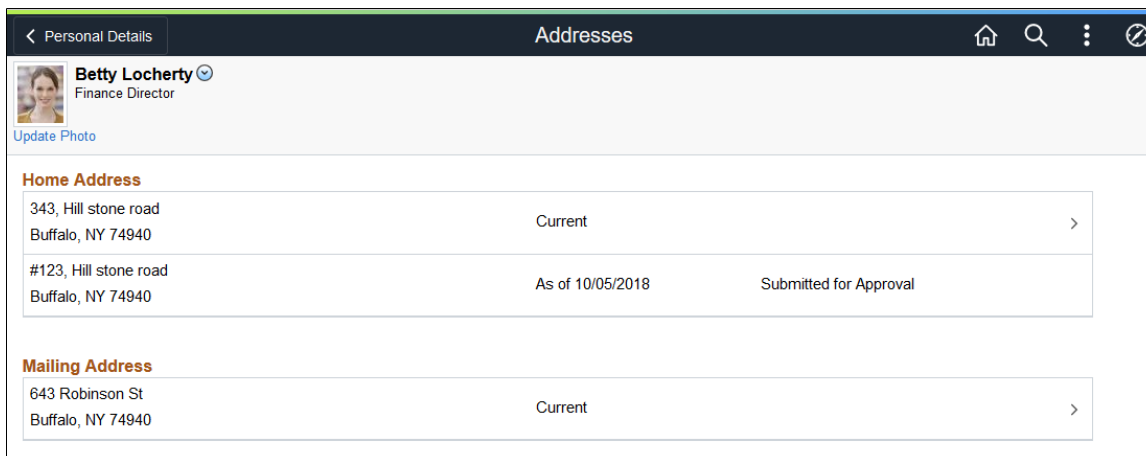 Personal Details
Addresses
Betty Locherty
Finance Director
Update Photo
Home Address
343, Hill stone road
Buffalo, NY 74940
Current
#123, Hill stone road
Buffalo, NY 74940
As of 10/05/2018
Submitted for Approval
Mailing Address
643 Robinson St
Buffalo, NY 74940
Current